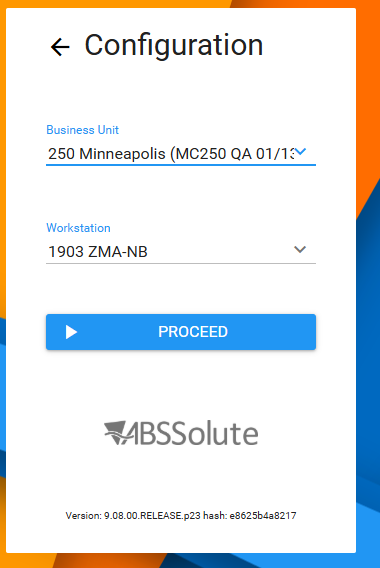 Configuration
Business Unit
250 Minneapolis (MC250 QA 01/13
Workstation
1903 ZMA-NB
PROCEED
ABSSolute
Version: 9.08.00.RELEASE.p23 hash: e8625b4a8217